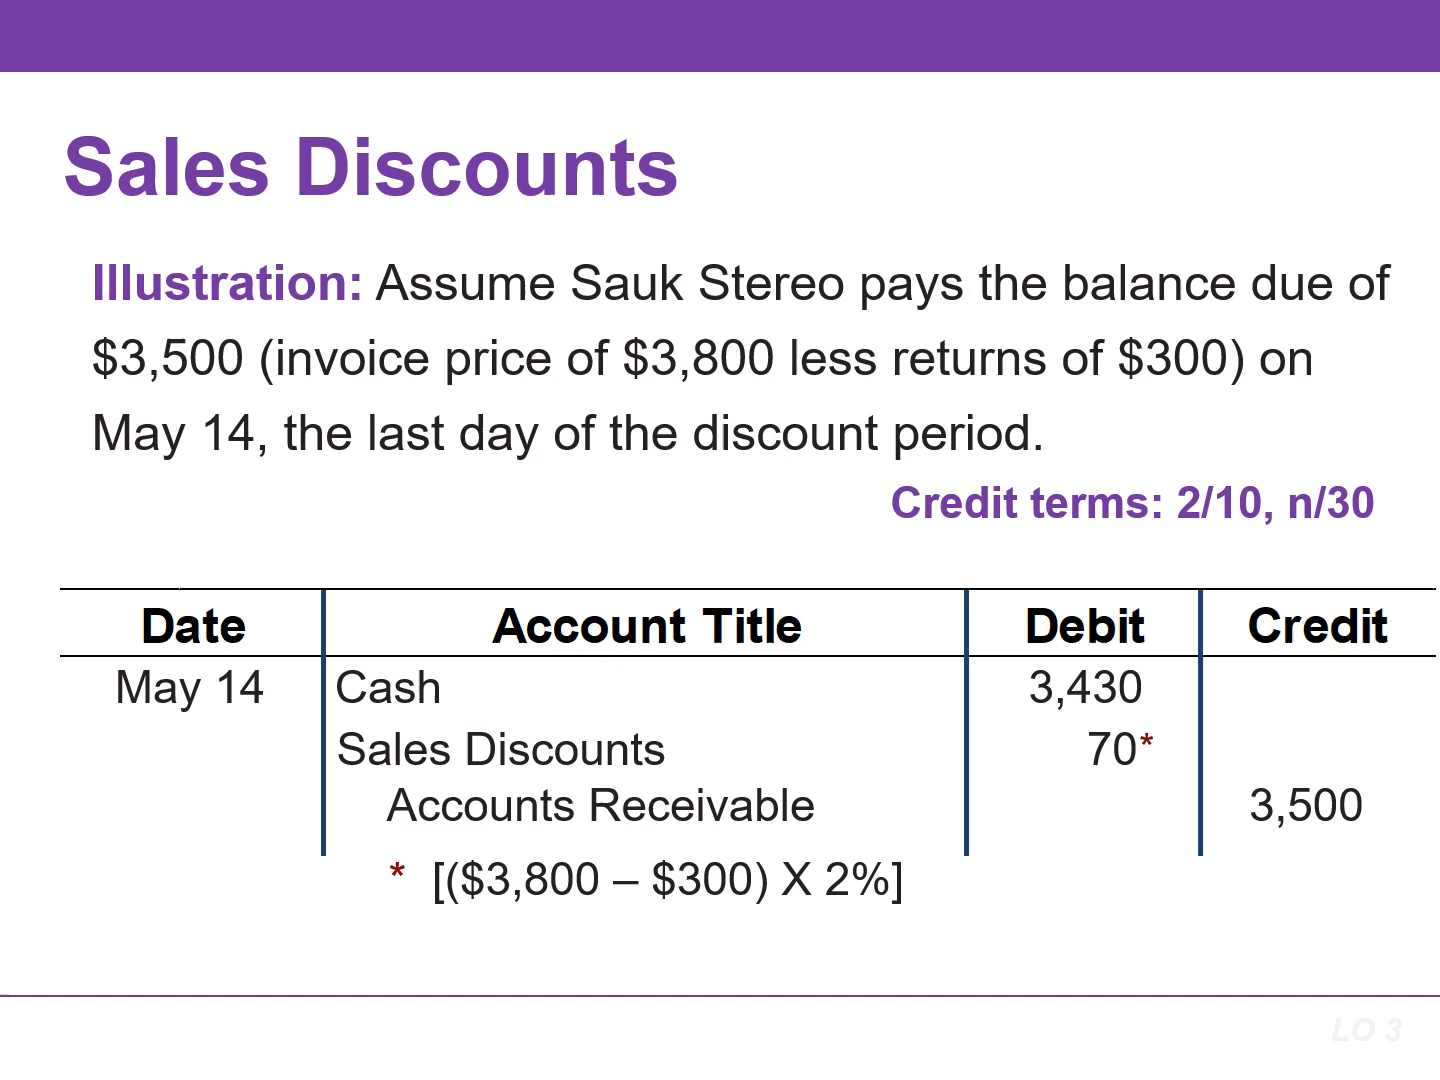 Sales Discounts
Illustration: Assume Sauk Stereo pays the balance due of
$3,500 (invoice price of $3,800 less returns of $300) on
May 14, the last day of the discount period.
Credit terms: 2/10, n/30
Date Account Title Debit Credit
May 14 Cash 3,430
Sales Discounts 70*
Accounts Receivable 3,500
* [($3,800 – $300) X 2%]
LO 3